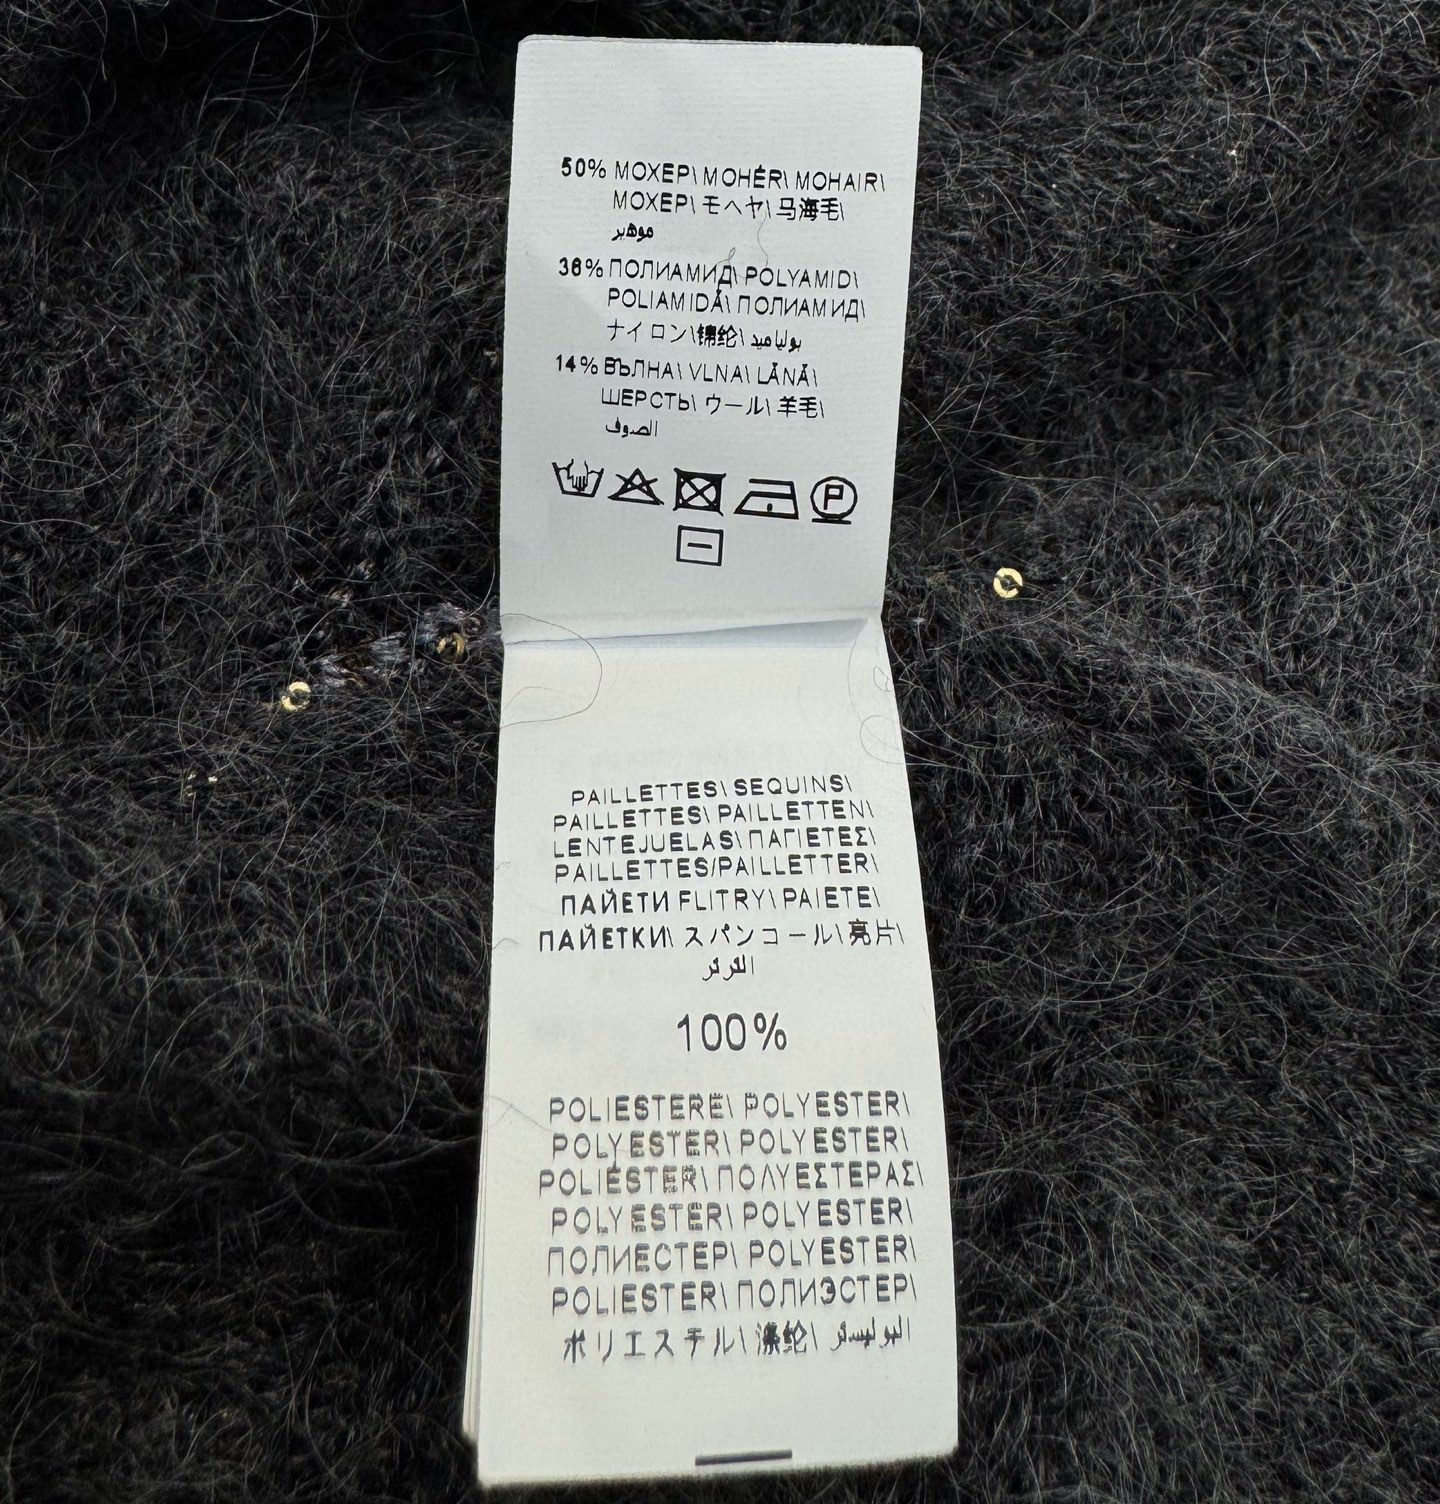 50% МОХЕР\ MOHÉR\ MOHAIR\
МОХЕР\ モヘヤ\ 马海毛\
موهير
36% ПОЛИАМИД\ POLYAMID\
POLIAMIDĂ\ ПОЛИАМИД\
ナイロン\锦纶\ بولياميد
14% ВЪЛНА\ VLNA\ LÂNĂ\
ШЕРСТЬ\ ウール\ 羊毛\
الصوف
P
PAILLETTES\ SEQUINS\
PAILLETTES\ PAILLETTEN\
LENTEJUELAS\ ΠΑΓΙΕΤΕΣ\
PAILLETTES/PAILLETTER\
ПАЙЕТИ FLITRY\ PAIETE\
ПАЙЕТКИ\ スパンコール\ 亮片\
الترتر
100%
POLIESTERE\ POLYESTER\
POLYESTER\ POLYESTER\
POLIÉSTER\ ΠΟΛΥΕΣΤΕΡΑΣ\
POLYESTER\ POLYESTER\
ПОЛИЕСТЕР\ POLYESTER\
POLIESTER\ ПОЛИЭСТЕР\
ポリエステル\ 涤纶\ البوليستر